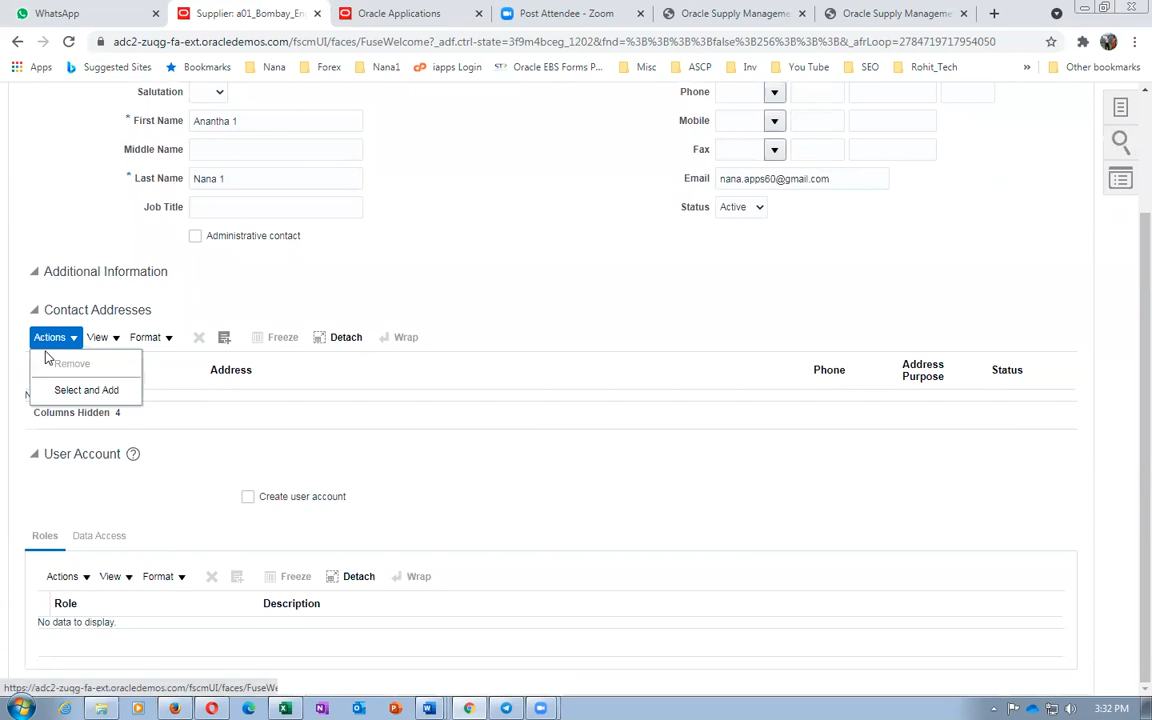 WhatsApp
Supplier: a01_Bombay_En
Oracle Applications
Post Attendee - Zoom
Oracle Supply Manageme
Oracle Supply Manageme
adc2-zuqg-fa-ext.oracledemos.com/fscmUI/faces/FuseWelcome?_adf.ctrl-state=3f9m4bceg_1202&fnd=%3B%3B%3B%3Bfalse%3B256%3B%3B%3B&_afrLoop=2784719717954050
Apps Suggested Sites Bookmarks Nana Forex Nana1 iapps Login Oracle EBS Forms P... Misc ASCP Inv You Tube SEO Rohit_Tech » Other bookmarks
Salutation
Phone
* First Name Anantha 1
Mobile
Middle Name
Fax
* Last Name Nana 1
Email nana.apps60@gmail.com
Job Title
Status Active
Administrative contact
Additional Information
Contact Addresses
Actions View Format Freeze Detach Wrap
Remove
Select and Add
Address Phone Address Purpose Status
Columns Hidden 4
User Account
Create user account
Roles Data Access
Actions View Format Freeze Detach Wrap
Role Description
No data to display.
https://adc2-zuqg-fa-ext.oracledemos.com/fscmUI/faces/FuseWe
3:32 PM